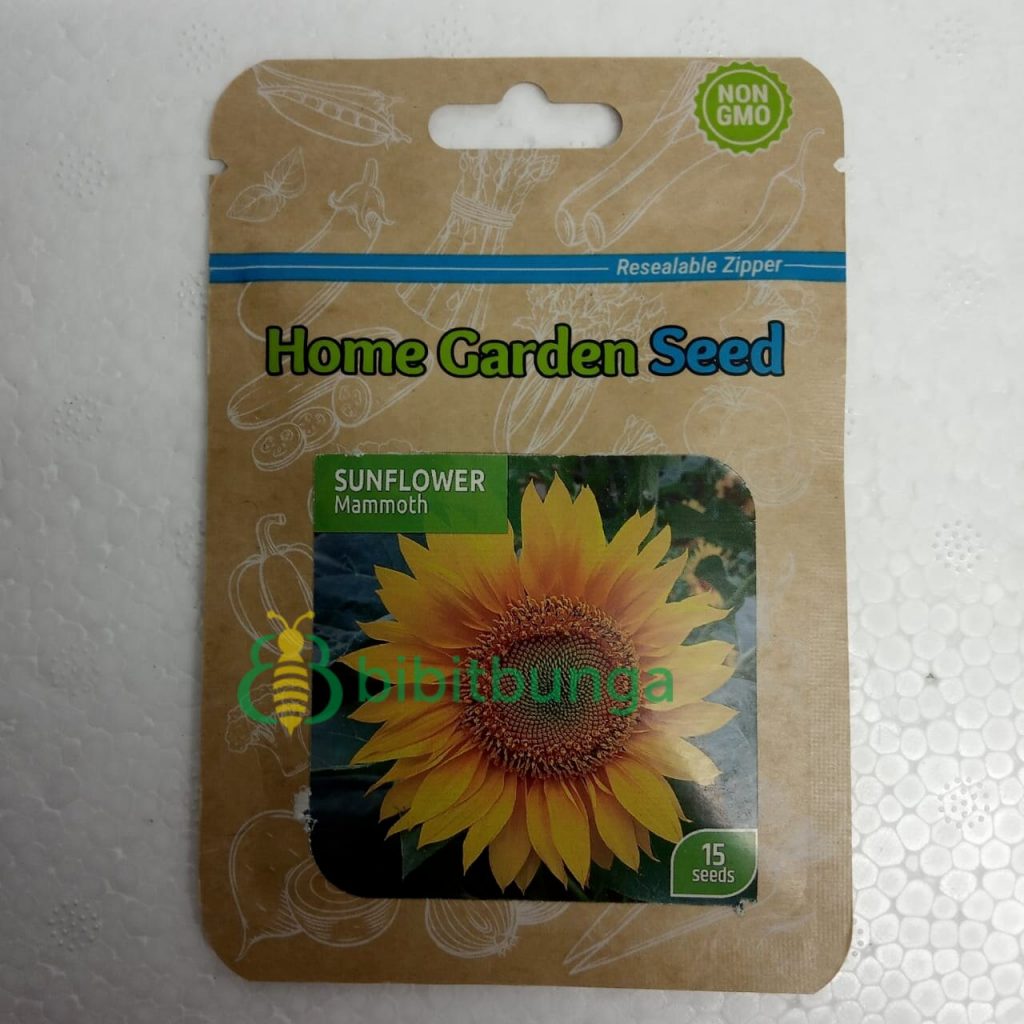 NON
GMO
Resealable Zipper
Home Garden Seed
SUNFLOWER
Mammoth
bibitbunga
15
seeds